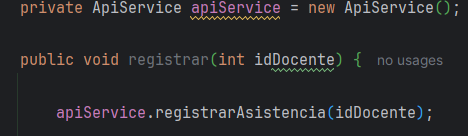 private ApiService apiService = new ApiService();
public void registrar(int idDocente) { no usages
apiService.registrarAsistencia(idDocente);